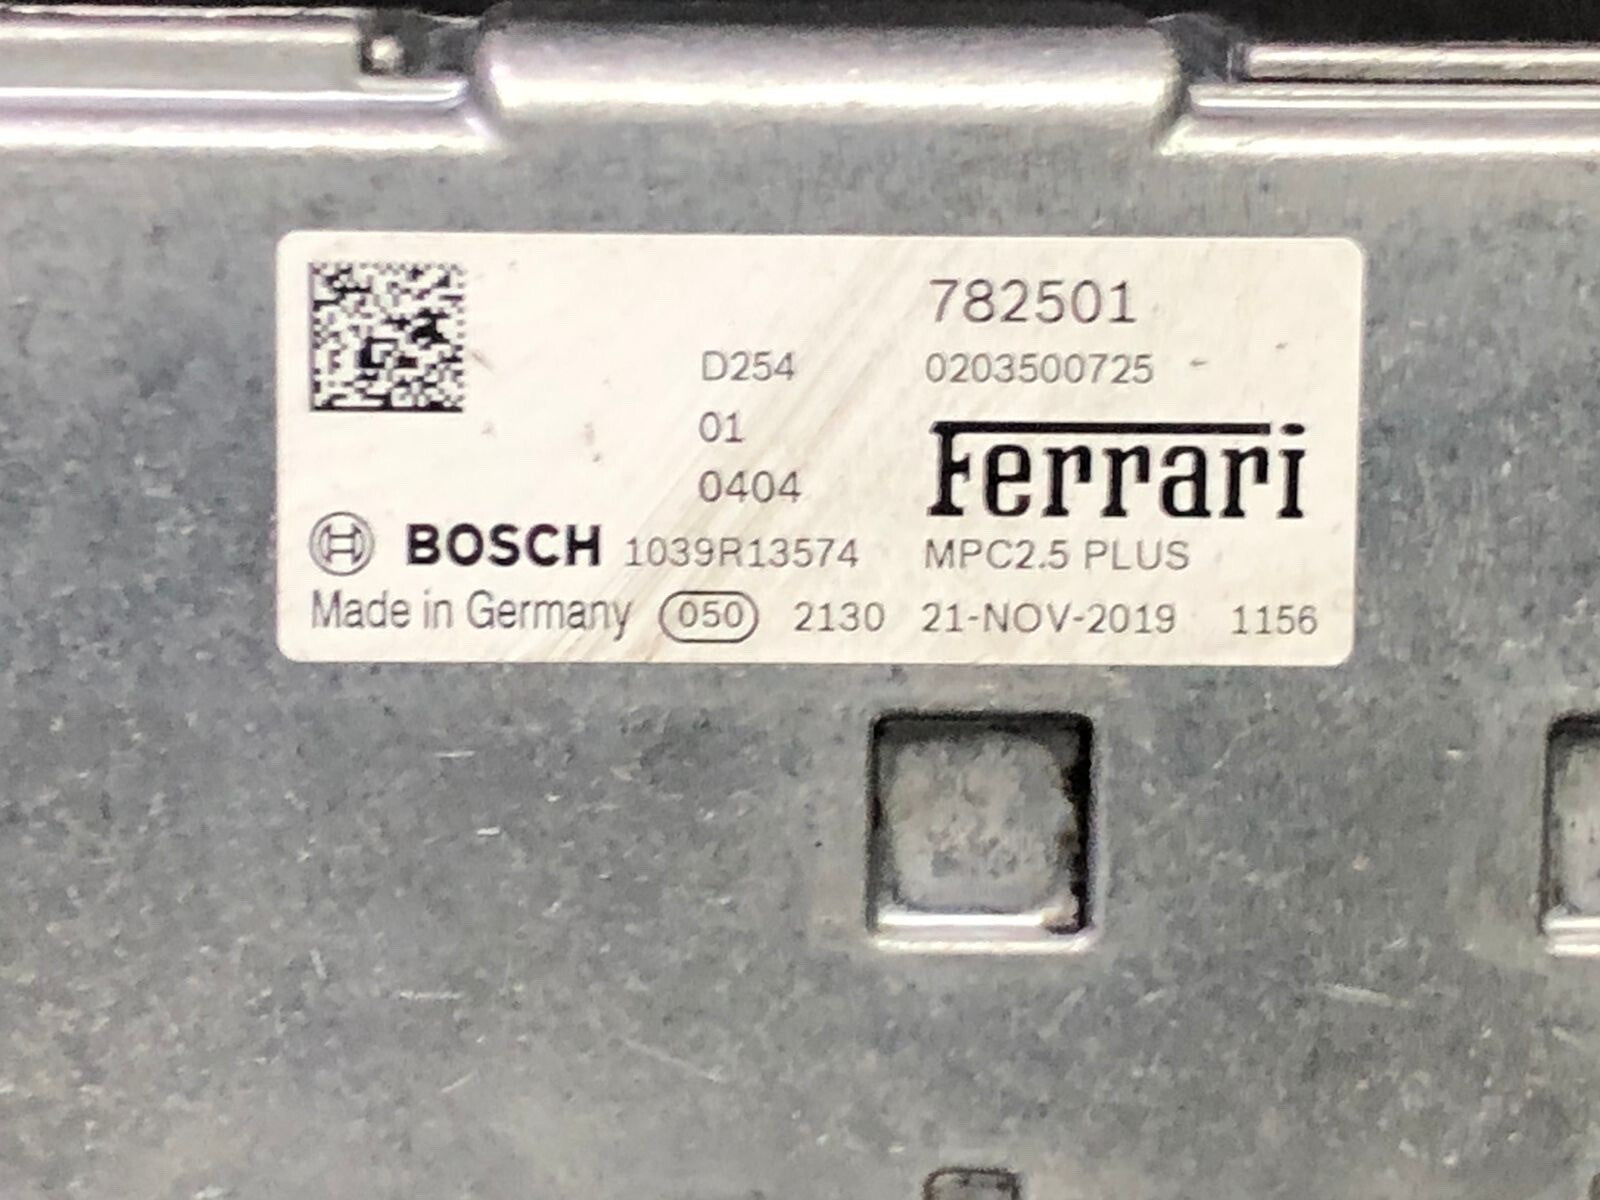 782501
D254 0203500725
01
0404 Ferrari
BOSCH 1039R13574 MPC2.5 PLUS
Made in Germany 050 2130 21-NOV-2019 1156